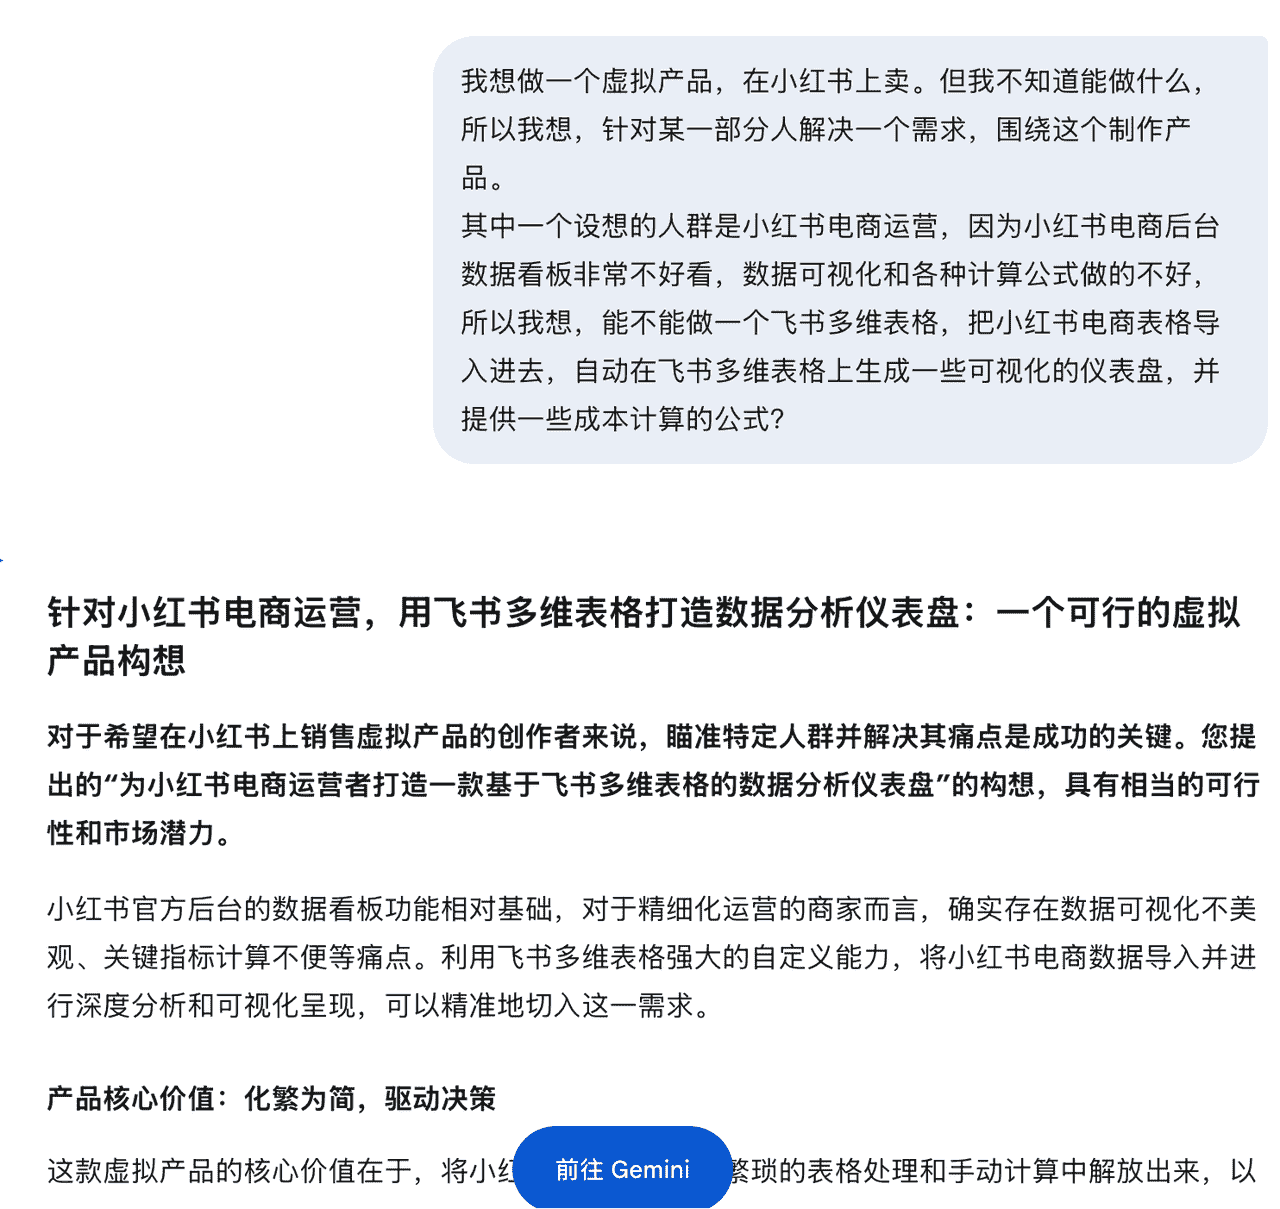 我想做一个虚拟产品，在小红书上卖。但我不知道能做什么，
所以我想，针对某一部分人解决一个需求，围绕这个制作产
品。
其中一个设想的人群是小红书电商运营，因为小红书电商后台
数据看板非常不好看，数据可视化和各种计算公式做的不好，
所以我想，能不能做一个飞书多维表格，把小红书电商表格导
入进去，自动在飞书多维表格上生成一些可视化的仪表盘，并
提供一些成本计算的公式？
针对小红书电商运营，用飞书多维表格打造数据分析仪表盘：一个可行的虚拟
产品构想
对于希望在小红书上销售虚拟产品的创作者来说，瞄准特定人群并解决其痛点是成功的关键。您提
出的“为小红书电商运营者打造一款基于飞书多维表格的数据分析仪表盘”的构想，具有相当的可行
性和市场潜力。
小红书官方后台的数据看板功能相对基础，对于精细化运营的商家而言，确实存在数据可视化不美
观、关键指标计算不便等痛点。利用飞书多维表格强大的自定义能力，将小红书电商数据导入并进
行深度分析和可视化呈现，可以精准地切入这一需求。
产品核心价值：化繁为简，驱动决策
这款虚拟产品的核心价值在于，将小红 前往 Gemini 繁琐的表格处理和手动计算中解放出来，以